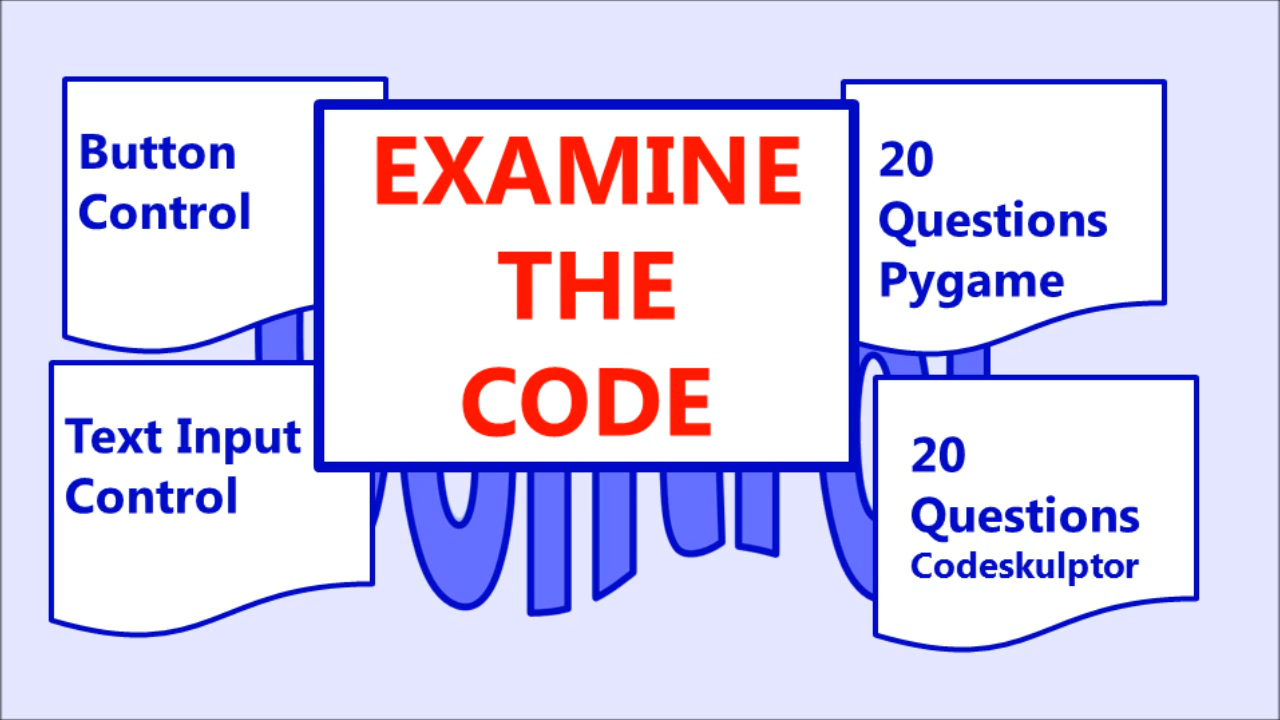 Button
Control
EXAMINE
THE
CODE
20
Questions
Pygame
Text Input
Control
20
Questions
Codeskulptor